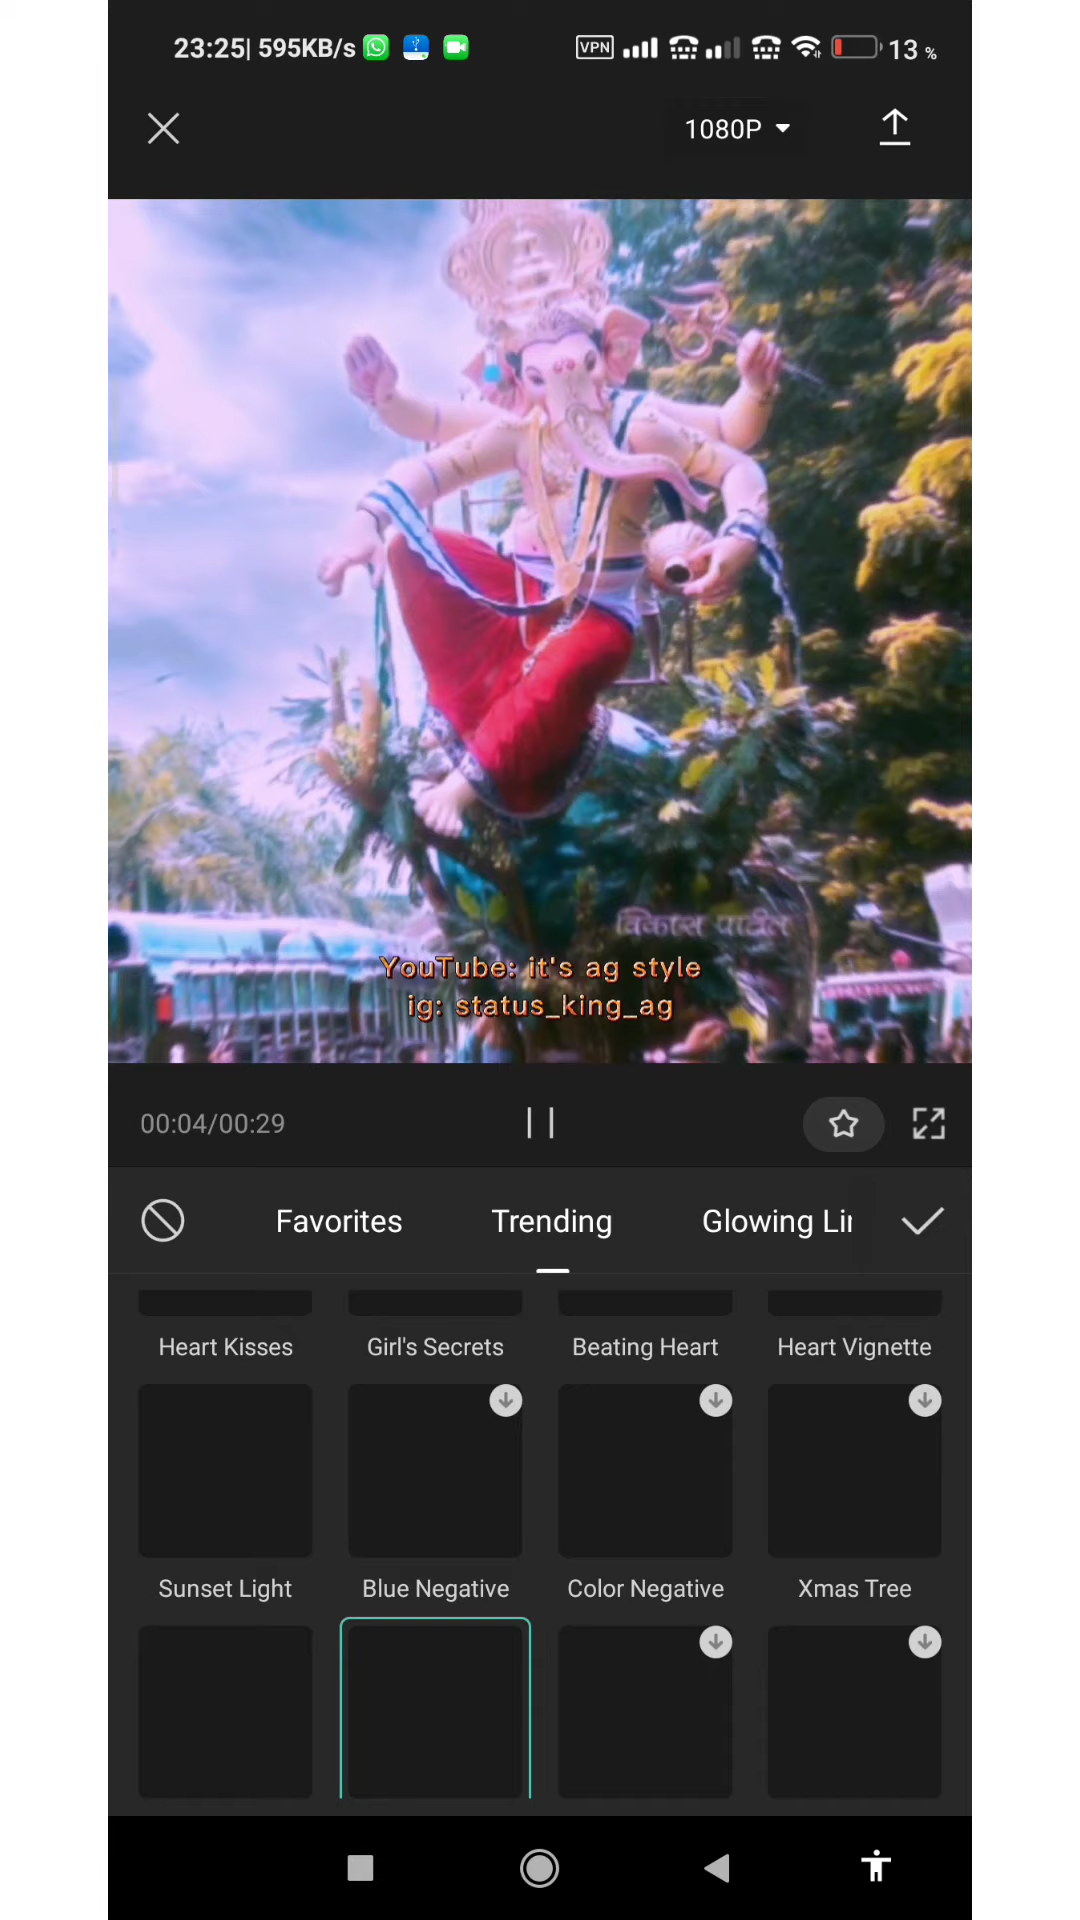 23:25| 595KB/s VPN 13 %
1080P
विकास पाटील
YouTube: it's ag style
ig: status_king_ag
00:04/00:29
Favorites Trending Glowing Lin
Heart Kisses Girl's Secrets Beating Heart Heart Vignette
Sunset Light Blue Negative Color Negative Xmas Tree